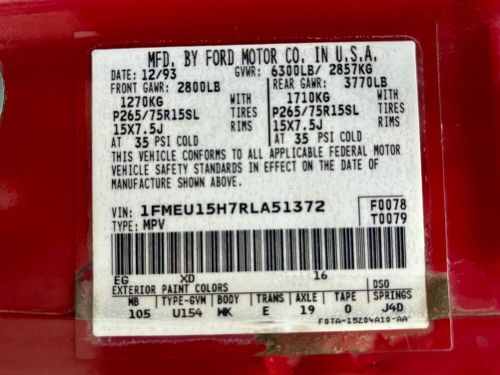 MFD. BY FORD MOTOR CO. IN U.S.A.
DATE: 12/93 GVWR: 6300LB/ 2857KG
FRONT GAWR: 2800LB REAR GAWR: 3770LB
1270KG WITH 1710KG WITH
P265/75R15SL TIRES P265/75R15SL TIRES
15X7.5J RIMS 15X7.5J RIMS
AT 35 PSI COLD AT 35 PSI COLD
THIS VEHICLE CONFORMS TO ALL APPLICABLE FEDERAL MOTOR
VEHICLE SAFETY STANDARDS IN EFFECT ON THE DATE OF
MANUFACTURE SHOWN ABOVE.
VIN: 1FMEU15H7RLA51372 F0078
TYPE: MPV T0079
EG XD 16
EXTERIOR PAINT COLORS DSO
WB TYPE-GVW BODY TRANS AXLE TAPE SPRINGS
105 U154 WK E 19 0 J4D
F0TA-15204A10-AA